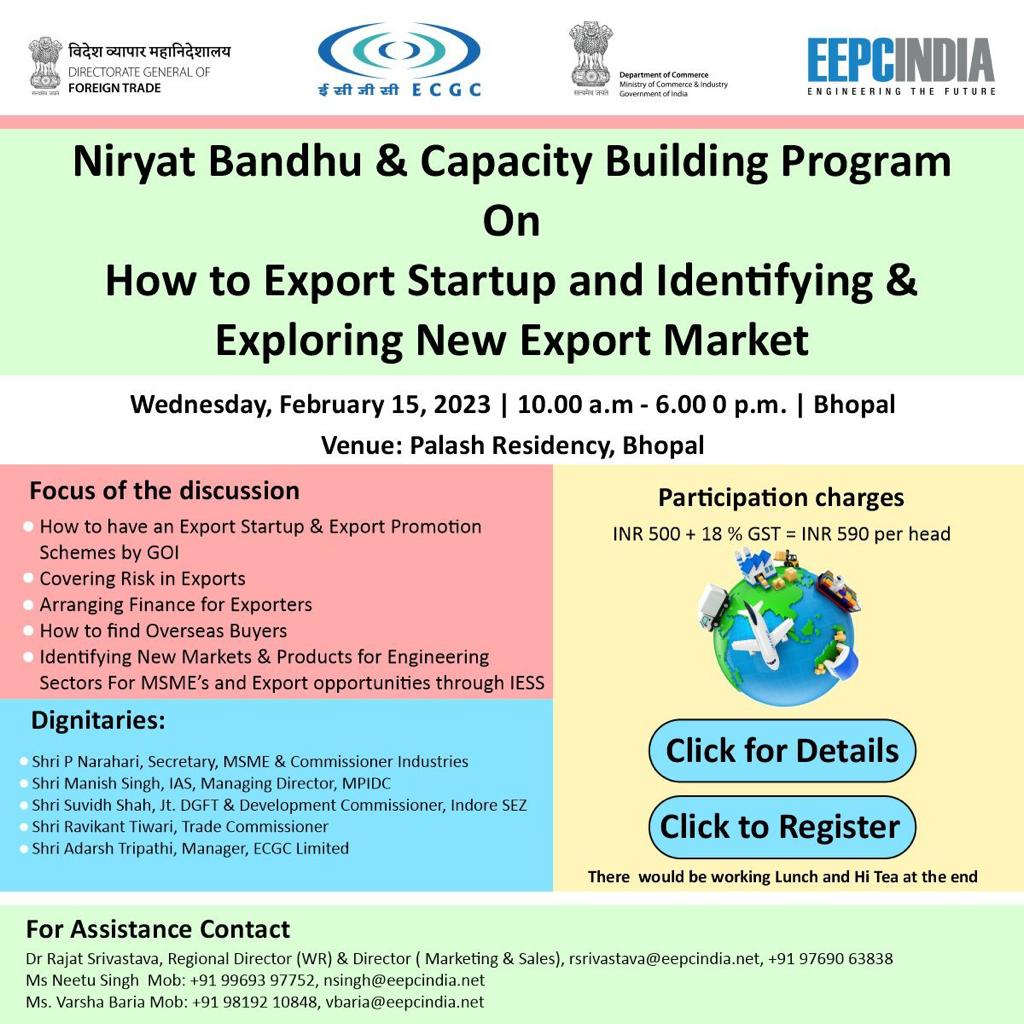 विदेश व्यापार महानिदेशालय
DIRECTORATE GENERAL OF
FOREIGN TRADE
सत्यमेव जयते
ई सी जी सी E C G C
सत्यमेव जयते
Department of Commerce
Ministry of Commerce & Industry
Government of India
EEPCINDIA
ENGINEERING THE FUTURE
Niryat Bandhu & Capacity Building Program
On
How to Export Startup and Identifying &
Exploring New Export Market
Wednesday, February 15, 2023 | 10.00 a.m - 6.00 0 p.m. | Bhopal
Venue: Palash Residency, Bhopal
Focus of the discussion
How to have an Export Startup & Export Promotion
Schemes by GOI
Covering Risk in Exports
Arranging Finance for Exporters
How to find Overseas Buyers
Identifying New Markets & Products for Engineering
Sectors For MSME's and Export opportunities through IESS
Dignitaries:
Shri P Narahari, Secretary, MSME & Commissioner Industries
Shri Manish Singh, IAS, Managing Director, MPIDC
Shri Suvidh Shah, Jt. DGFT & Development Commissioner, Indore SEZ
Shri Ravikant Tiwari, Trade Commissioner
Shri Adarsh Tripathi, Manager, ECGC Limited
Participation charges
INR 500 + 18 % GST = INR 590 per head
Click for Details
Click to Register
There would be working Lunch and Hi Tea at the end
For Assistance Contact
Dr Rajat Srivastava, Regional Director (WR) & Director ( Marketing & Sales), rsrivastava@eepcindia.net, +91 97690 63838
Ms Neetu Singh Mob: +91 99693 97752, nsingh@eepcindia.net
Ms. Varsha Baria Mob: +91 98192 10848, vbaria@eepcindia.net